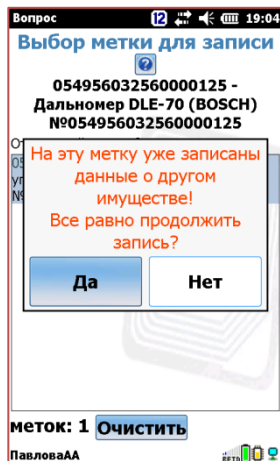 Вопрос 12 19:04
Выбор метки для записи
?
054956032560000125 -
Дальномер DLE-70 (BOSCH)
№054956032560000125
На эту метку уже записаны
данные о другом
имуществе!
Все равно продолжить
запись?
Да Нет
меток: 1 Очистить
ПавловаАА